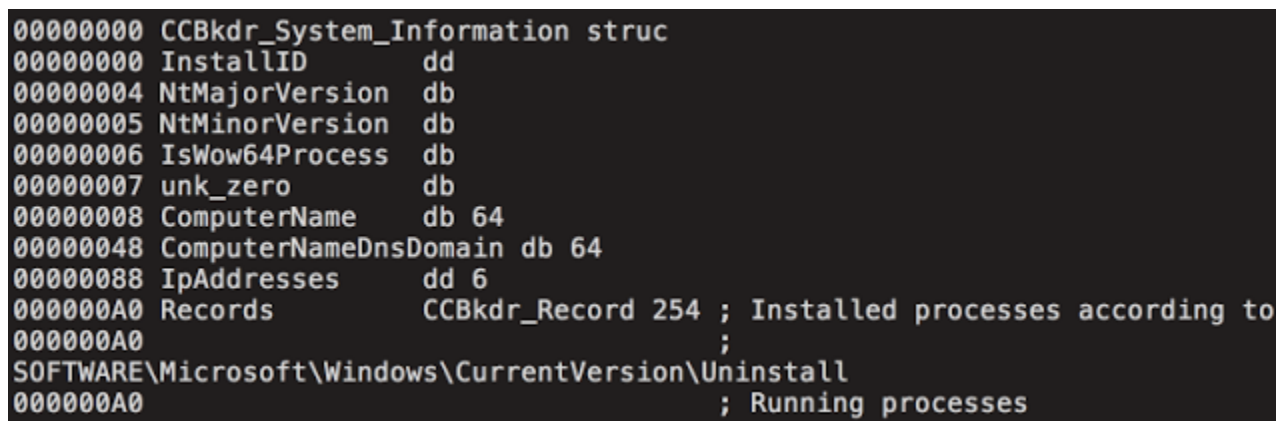 00000000 CCBkdr_System_Information struc
00000000 InstallID       dd
00000004 NtMajorVersion  db
00000005 NtMinorVersion  db
00000006 IsWow64Process  db
00000007 unk_zero        db
00000008 ComputerName    db 64
00000048 ComputerNameDnsDomain db 64
00000088 IpAddresses     dd 6
000000A0 Records         CCBkdr_Record 254 ; Installed processes according to
000000A0                                   ;
SOFTWARE\Microsoft\Windows\CurrentVersion\Uninstall
000000A0                                   ; Running processes